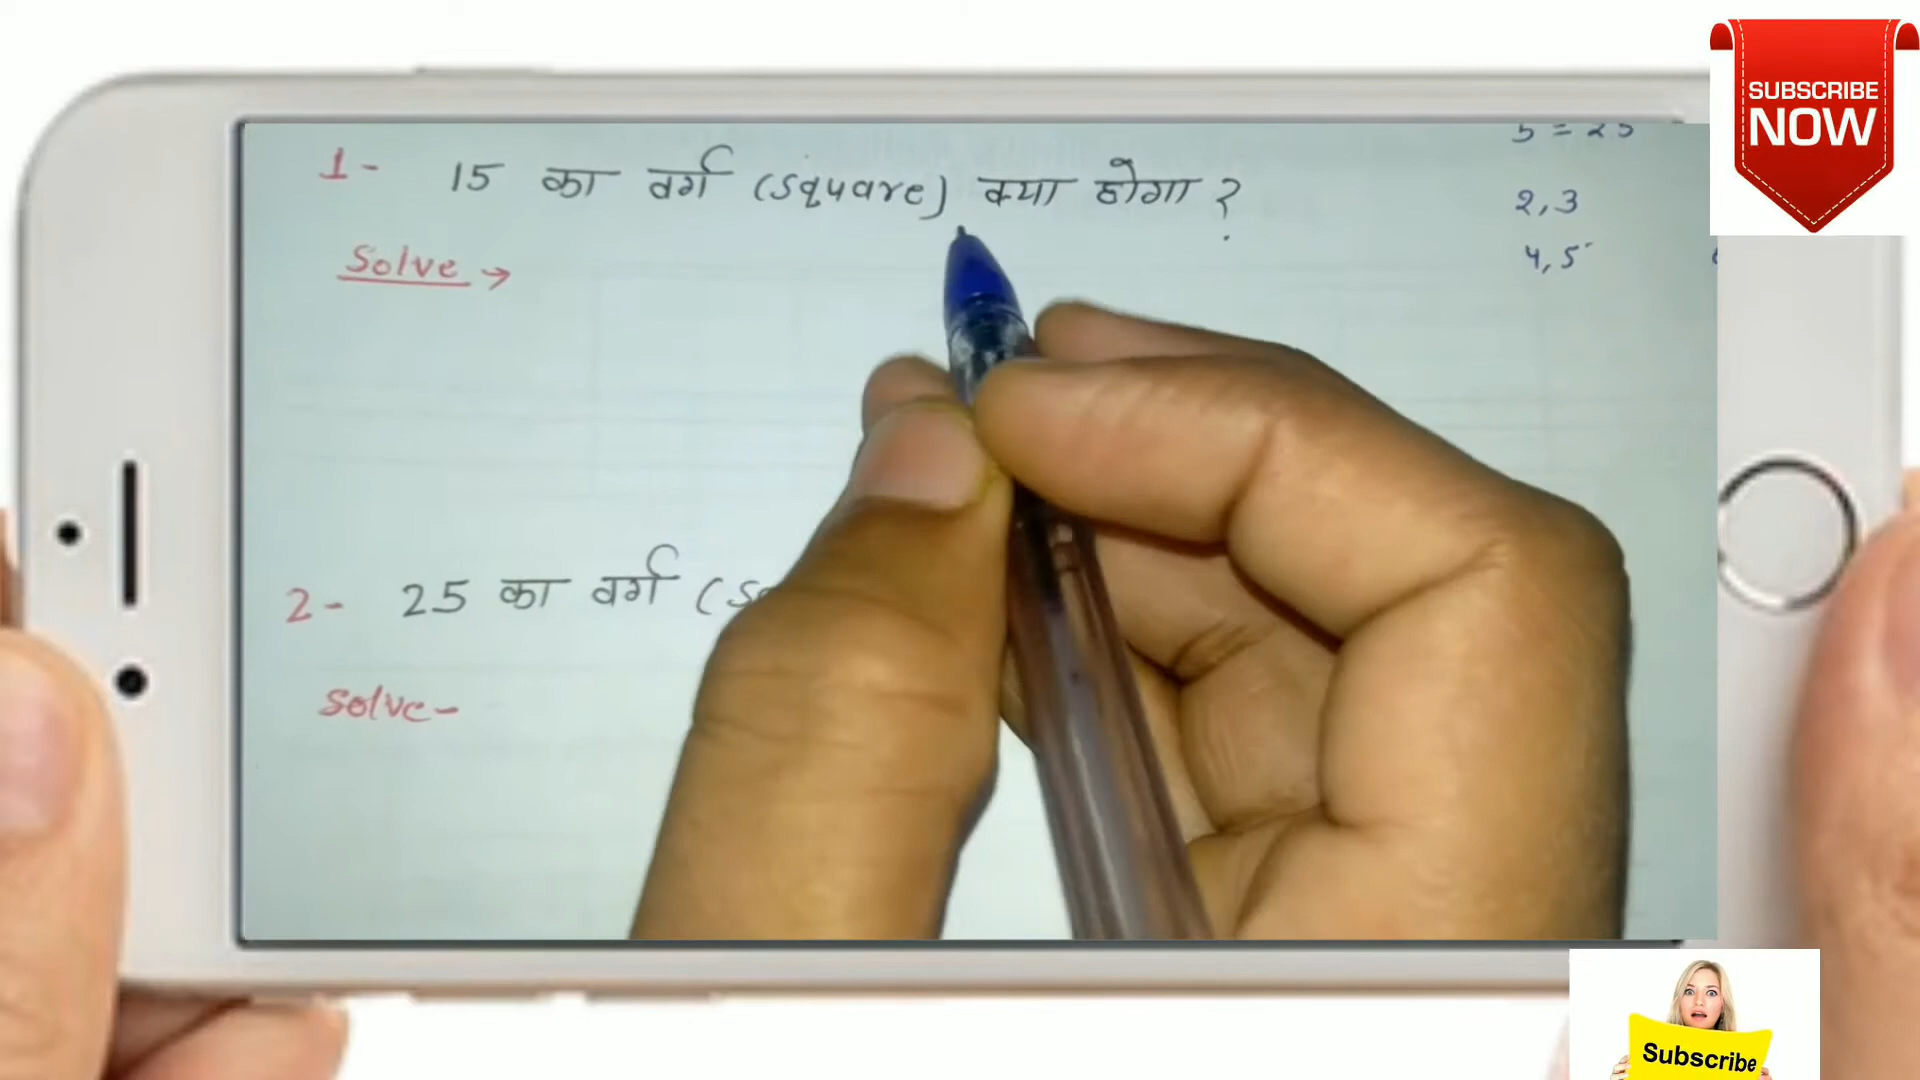 SUBSCRIBE
NOW
5 = 25
1- 15 का वर्ग (square) क्या होगा ?
2,3
Solve →
4,5
2- 25 का वर्ग
Solve-
Subscribe